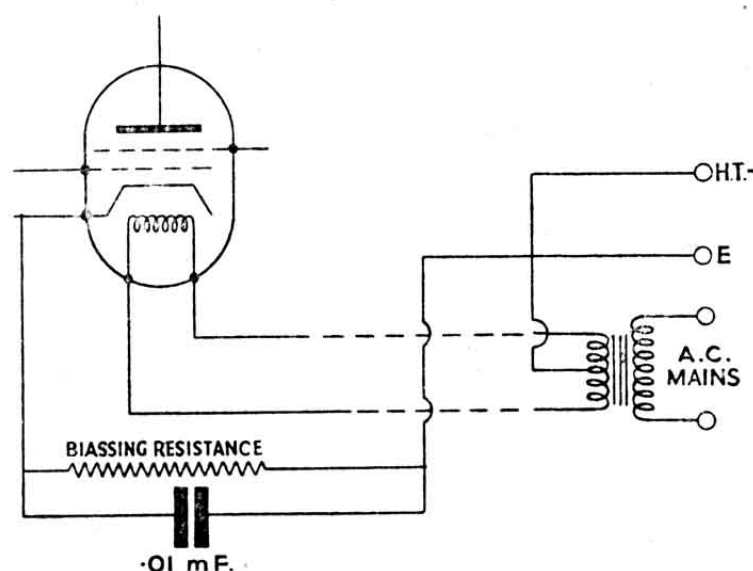 H.T.-
E
A.C.
MAINS
BIASSING RESISTANCE
·01 mF.